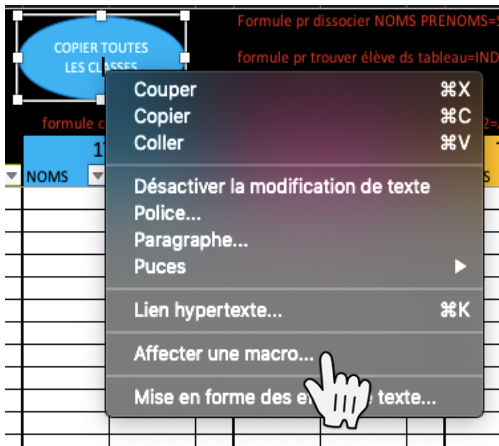 Formule pr dissocier NOMS PRENOMS=
COPIER TOUTES
LES CLASSES
formule pr trouver élève ds tableau=IND
Couper ⌘X
Copier ⌘C
formule
Coller ⌘V
NOMS
Désactiver la modification de texte
Police...
Paragraphe...
Puces ▶
Lien hypertexte... ⌘K
Affecter une macro...
Mise en forme des texte...